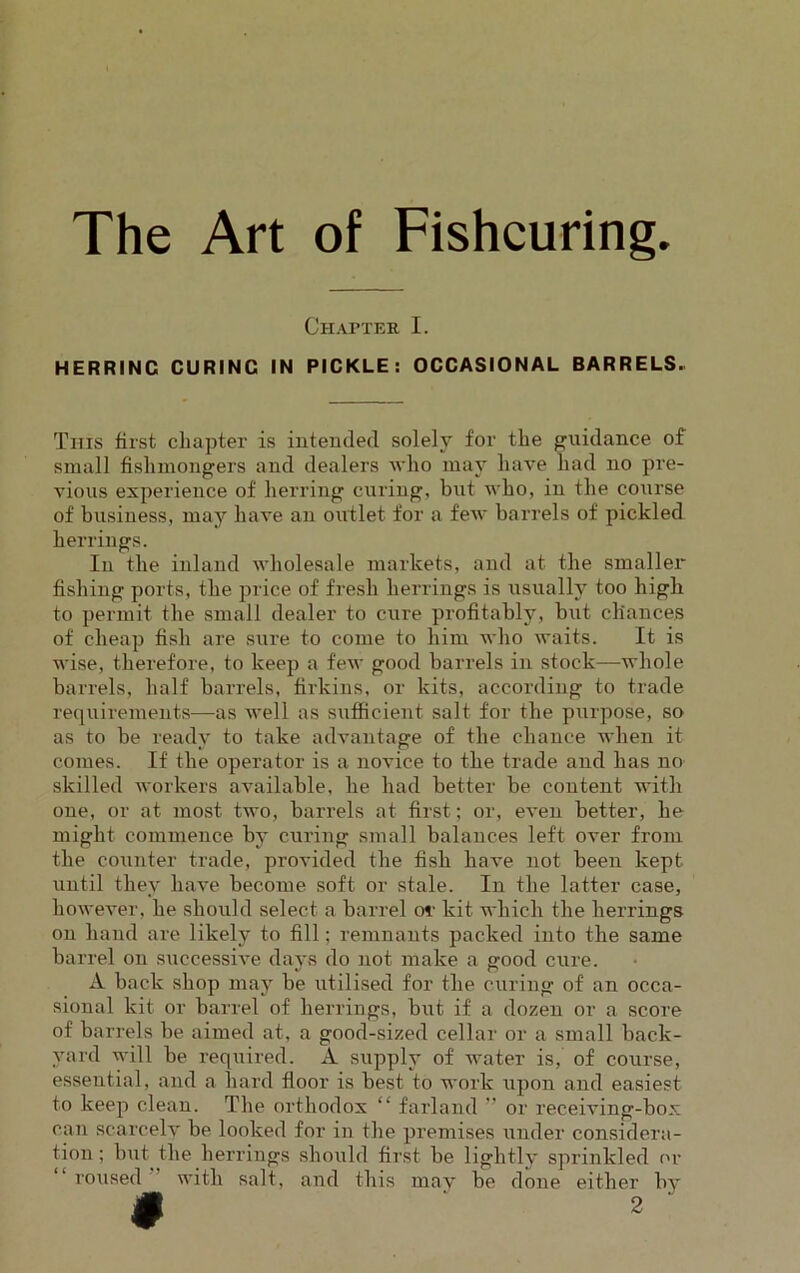 The Art of Fishcuring.
Chapter I.
HERRING CURING IN PICKLE: OCCASIONAL BARRELS.
This first chapter is intended solely for the guidance of
small fishmongers and dealers who may have had no pre-
vious experience of herring curing, but who, in the course
of business, may have an outlet for a few barrels of pickled
herrings.
In the inland wholesale markets, and at the smaller
fishing ports, the price of fresh herrings is usually too high
to permit the small dealer to cure profitably, but chances
of cheap fish are sure to come to him who waits. It is
wise, therefore, to keep a few good barrels in stock—whole
barrels, half barrels, firkins, or kits, according to trade
requirements—as well as sufficient salt for the purpose, so
as to be ready to take advantage of the chance when it
comes. If the operator is a novice to the trade and has no
skilled workers available, he had better be content with
one, or at most two, barrels at first; or, even better, he
might commence by curing small balances left over from
the counter trade, provided the fish have not been kept
until they have become soft or stale. In the latter case,
however, he should select a barrel or kit which the herrings
on hand are likely to fill; remnants packed into the same
barrel on successive days do not make a good cure.
A back shop may be utilised for the curing of an occa-
sional kit or barrel of herrings, but if a dozen or a score
of barrels be aimed at, a good-sized cellar or a small back-
yard will be required. A supply of water is, of course,
essential, and a hard floor is best to work upon and easiest
to keep clean. The orthodox “ farland ” or receiving-box
can scarcely be looked for in the premises under considera-
tion; but the herrings should first be lightly sprinkled or
“ roused ” with salt, and this may be done either by
2